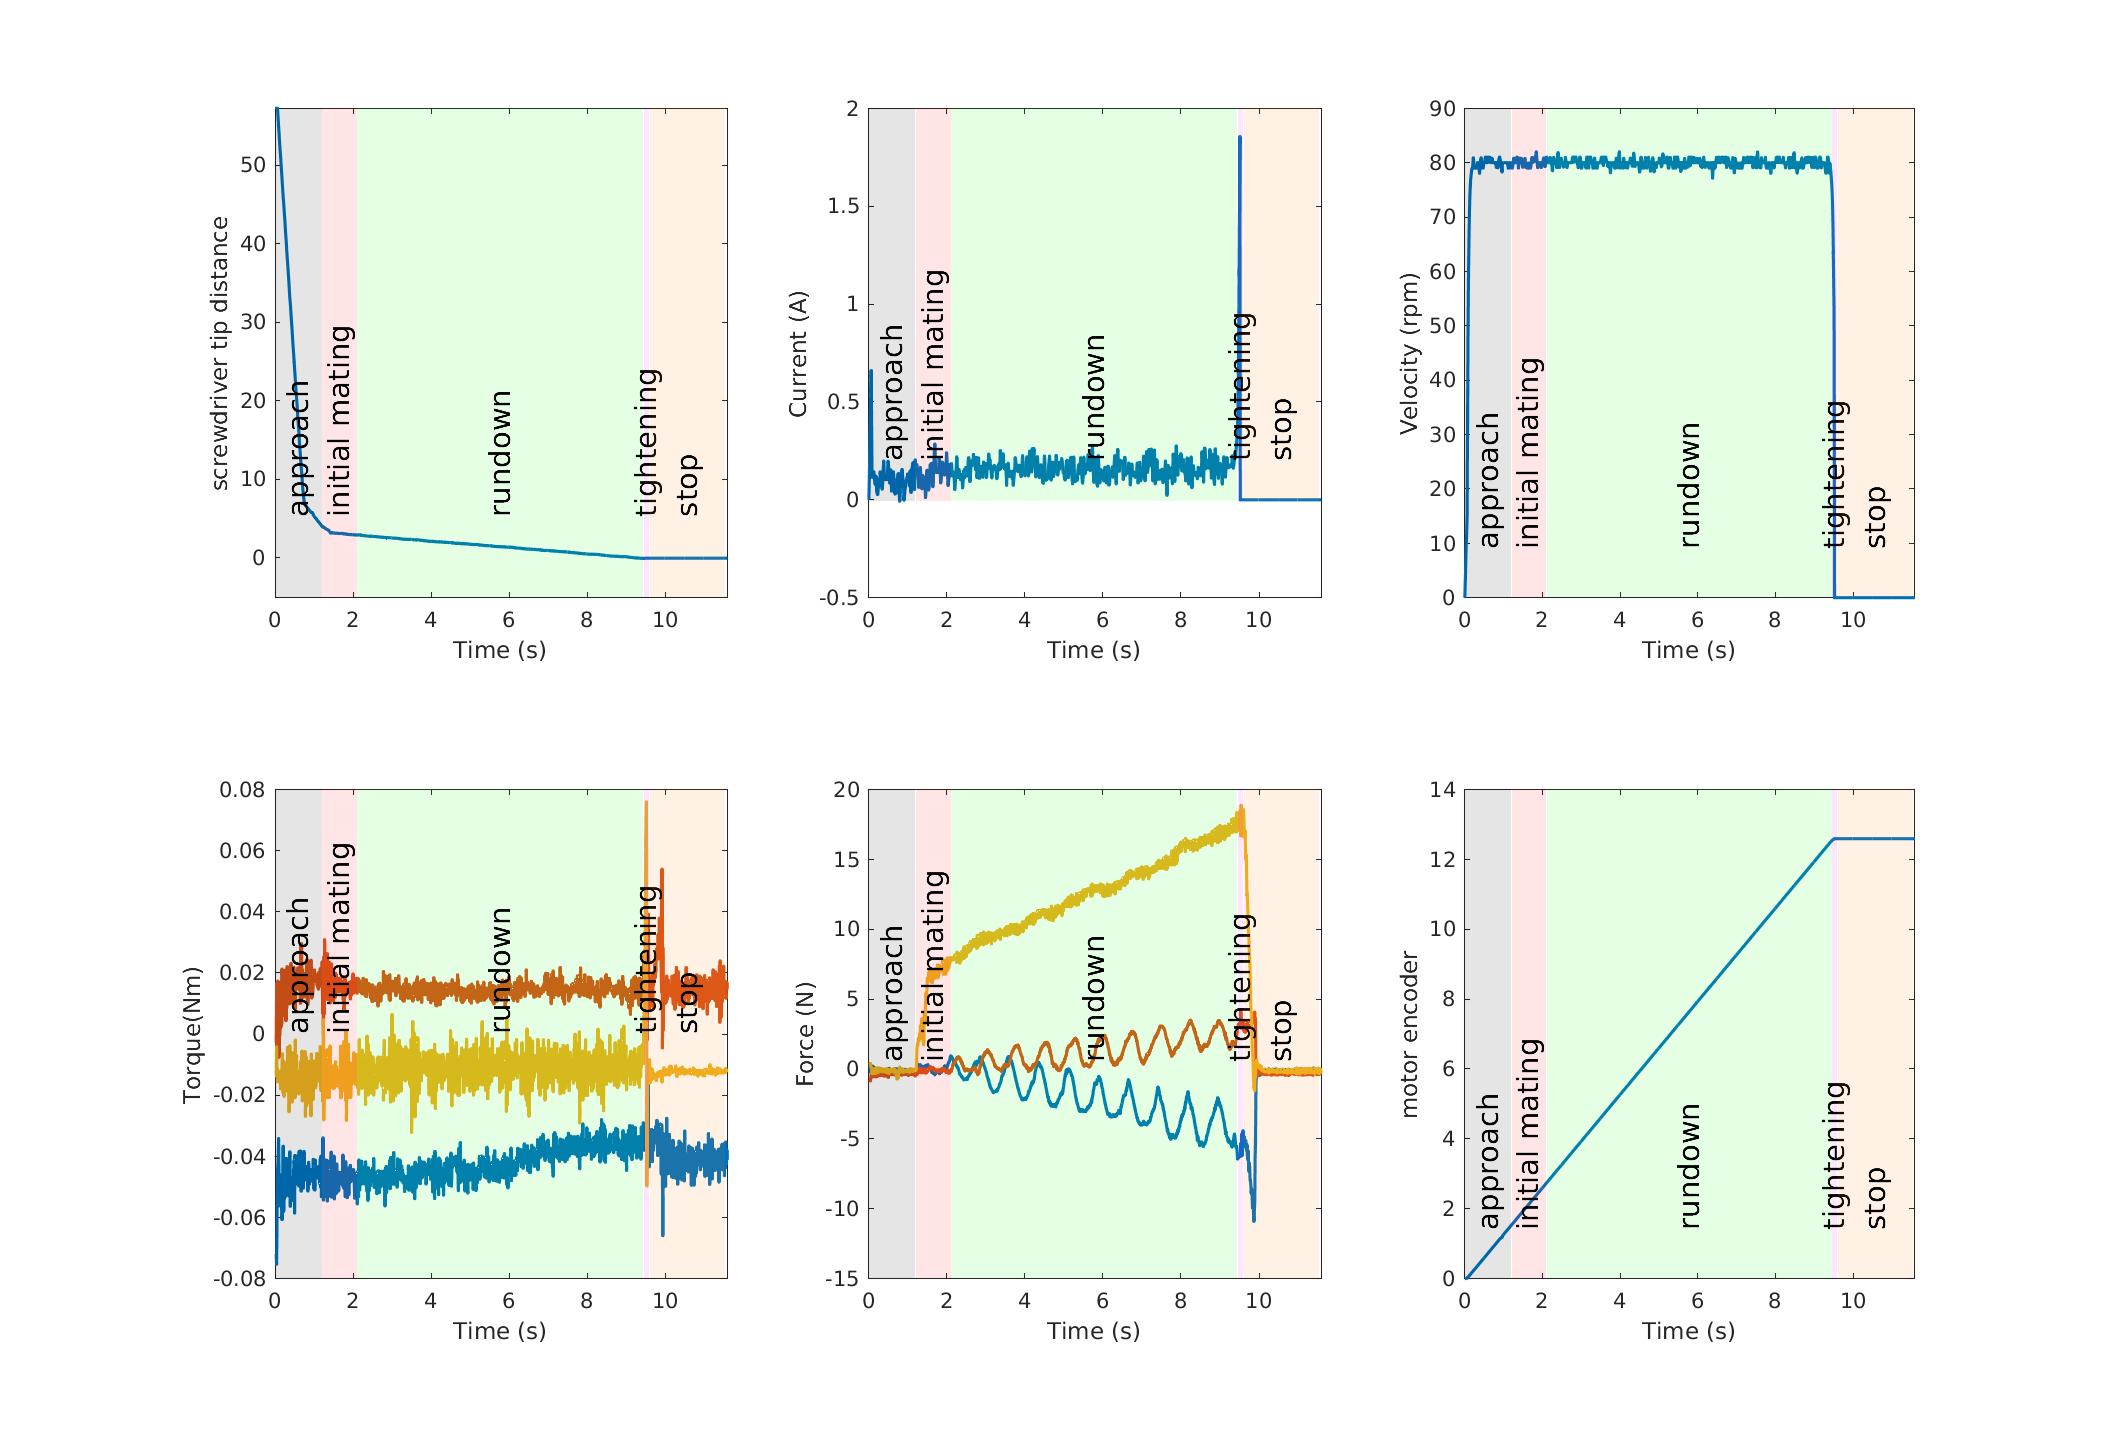 screwdriver tip distance
50
40
30
20
10
0
approach
initial mating
rundown
tightening
stop
0 2 4 6 8 10
Time (s)
Current (A)
2
1.5
1
0.5
0
-0.5
approach
initial mating
rundown
tightening
stop
0 2 4 6 8 10
Time (s)
Velocity (rpm)
90
80
70
60
50
40
30
20
10
0
approach
initial mating
rundown
tightening
stop
0 2 4 6 8 10
Time (s)
Torque(Nm)
0.08
0.06
0.04
0.02
0
-0.02
-0.04
-0.06
-0.08
approach
initial mating
rundown
tightening
stop
0 2 4 6 8 10
Time (s)
Force (N)
20
15
10
5
0
-5
-10
-15
approach
initial mating
rundown
tightening
stop
0 2 4 6 8 10
Time (s)
motor encoder
14
12
10
8
6
4
2
0
approach
initial mating
rundown
tightening
stop
0 2 4 6 8 10
Time (s)